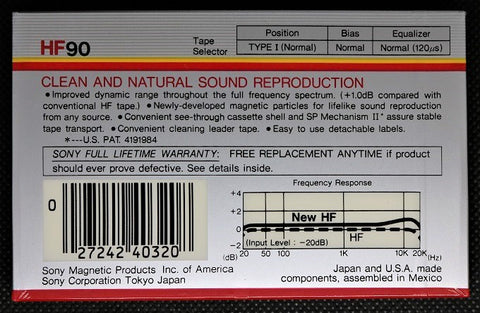 HF90
Tape Selector
Position Bias Equalizer
TYPE I (Normal) Normal Normal (120μs)
CLEAN AND NATURAL SOUND REPRODUCTION
● Improved dynamic range throughout the full frequency spectrum. (+1.0dB compared with
conventional HF tape.) ● Newly-developed magnetic particles for lifelike sound reproduction
from any source. ● Convenient see-through cassette shell and SP Mechanism II* assure stable
tape transport. ● Convenient cleaning leader tape. ● Easy to use detachable labels.
*---U.S. PAT. 4191984
SONY FULL LIFETIME WARRANTY: FREE REPLACEMENT ANYTIME if product
should ever prove defective. See details inside.
0
27242 40320
Frequency Response
+4
+2
0
−2
(dB)
New HF
HF
(Input Level : −20dB)
20 50 100 1K 10K 20K (Hz)
Sony Magnetic Products Inc. of America
Sony Corporation Tokyo Japan
Japan and U.S.A. made
components, assembled in Mexico